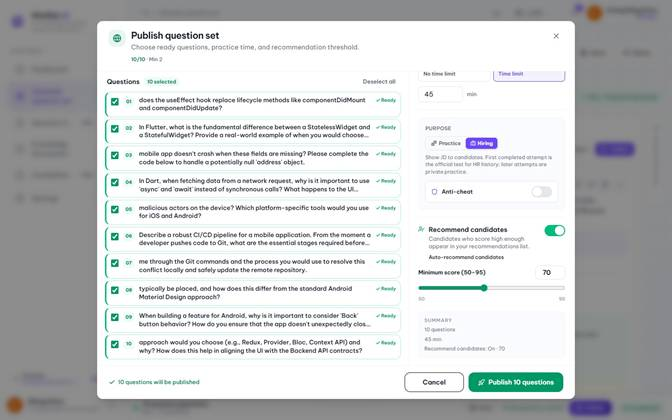 Publish question set
Choose ready questions, practice time, and recommendation threshold.
10/10 · Min 2
Questions
10 selected
Deselect all
01
does the useEffect hook replace lifecycle methods like componentDidMount
and componentDidUpdate?
✓ Ready
02
In Flutter, what is the fundamental difference between a StatelessWidget and
a StatefulWidget? Provide a real-world example of when you would choose...
✓ Ready
03
mobile app doesn't crash when these fields are missing? Please complete the
code below to handle a potentially null 'address' object.
✓ Ready
04
In Dart, when fetching data from a network request, why is it important to use
'async' and 'await' instead of synchronous calls? What happens to the UI...
✓ Ready
05
malicious actors on the device? Which platform-specific tools would you use
for iOS and Android?
✓ Ready
06
Describe a robust CI/CD pipeline for a mobile application. From the moment a
developer pushes code to Git, what are the essential stages required before...
✓ Ready
07
me through the Git commands and the process you would use to resolve this
conflict locally and safely update the remote repository.
✓ Ready
08
typically be placed, and how does this differ from the standard Android
Material Design approach?
✓ Ready
09
When building a feature for Android, why is it important to consider 'Back'
button behavior? How do you ensure that the app doesn't unexpectedly clos...
✓ Ready
10
approach would you choose (e.g., Redux, Provider, Bloc, Context API) and
why? How does this help in aligning the UI with the Backend API contracts?
✓ Ready
No time limit
Time limit
45
min
PURPOSE
Practice
Hiring
Show JD to candidates. First completed attempt is
the official test for HR history; later attempts are
private practice.
Anti-cheat
Recommend candidates
Candidates who score high enough
appear in your recommendations list.
Auto-recommend candidates
Minimum score (50–95)
70
50
95
SUMMARY
10 questions
45 min
Recommend candidates: On · 70
✓ 10 questions will be published
Cancel
Publish 10 questions